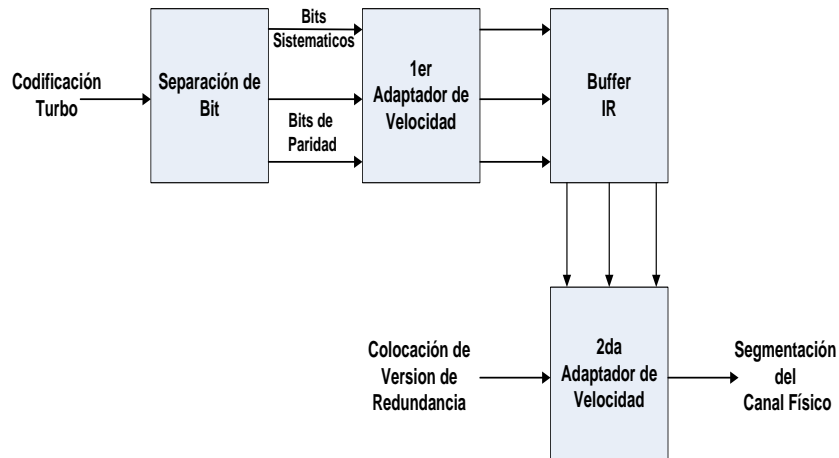 Codificación
Turbo
Separación de
Bit
Bits
Sistematicos
Bits de
Paridad
1er
Adaptador de
Velocidad
Buffer
IR
Colocación de
Version de
Redundancia
2da
Adaptador de
Velocidad
Segmentación
del
Canal Físico